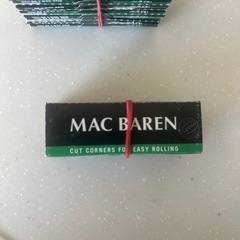 MAC BAREN
CUT CORNERS FOR EASY ROLLING